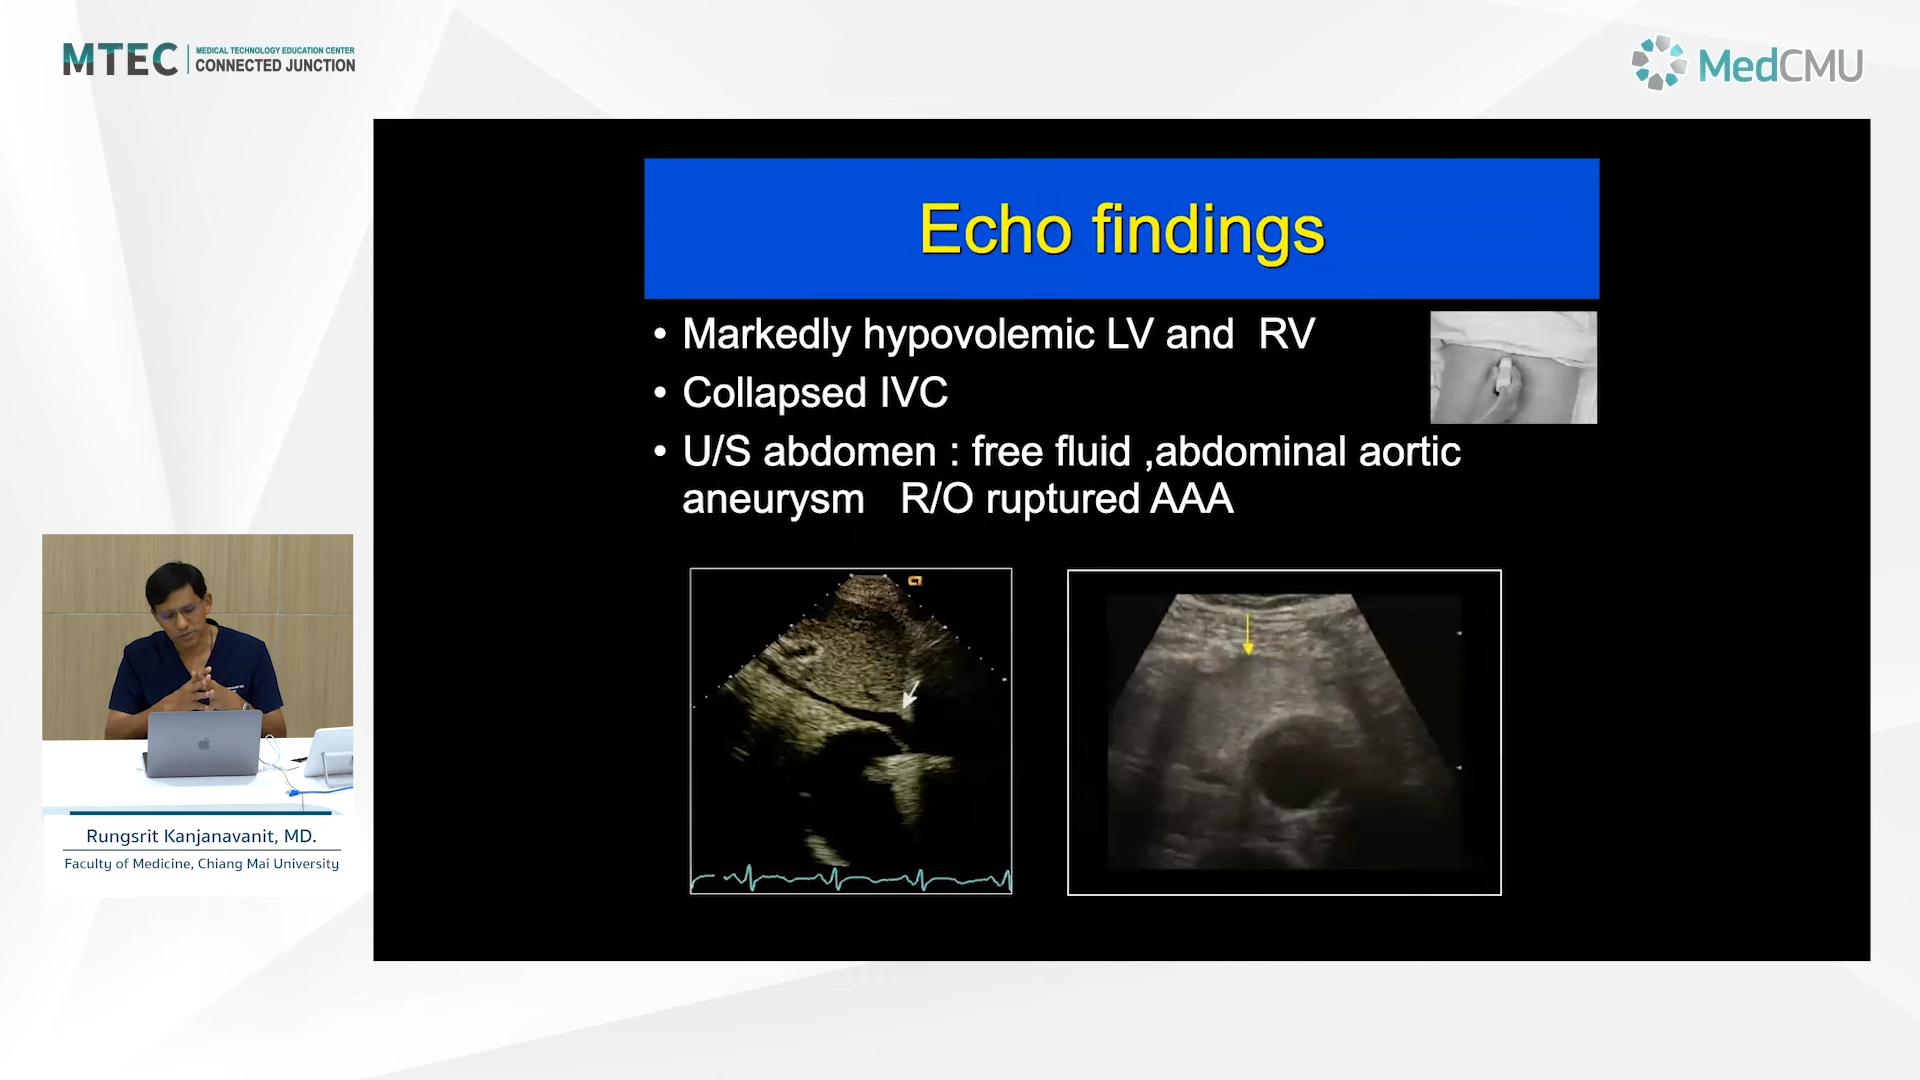 MTEC
MEDICAL TECHNOLOGY EDUCATION CENTER
CONNECTED JUNCTION
MedCMU
Echo findings
• Markedly hypovolemic LV and  RV
• Collapsed IVC
• U/S abdomen : free fluid ,abdominal aortic
aneurysm   R/O ruptured AAA
Rungsrit Kanjanavanit, MD.
Faculty of Medicine, Chiang Mai University